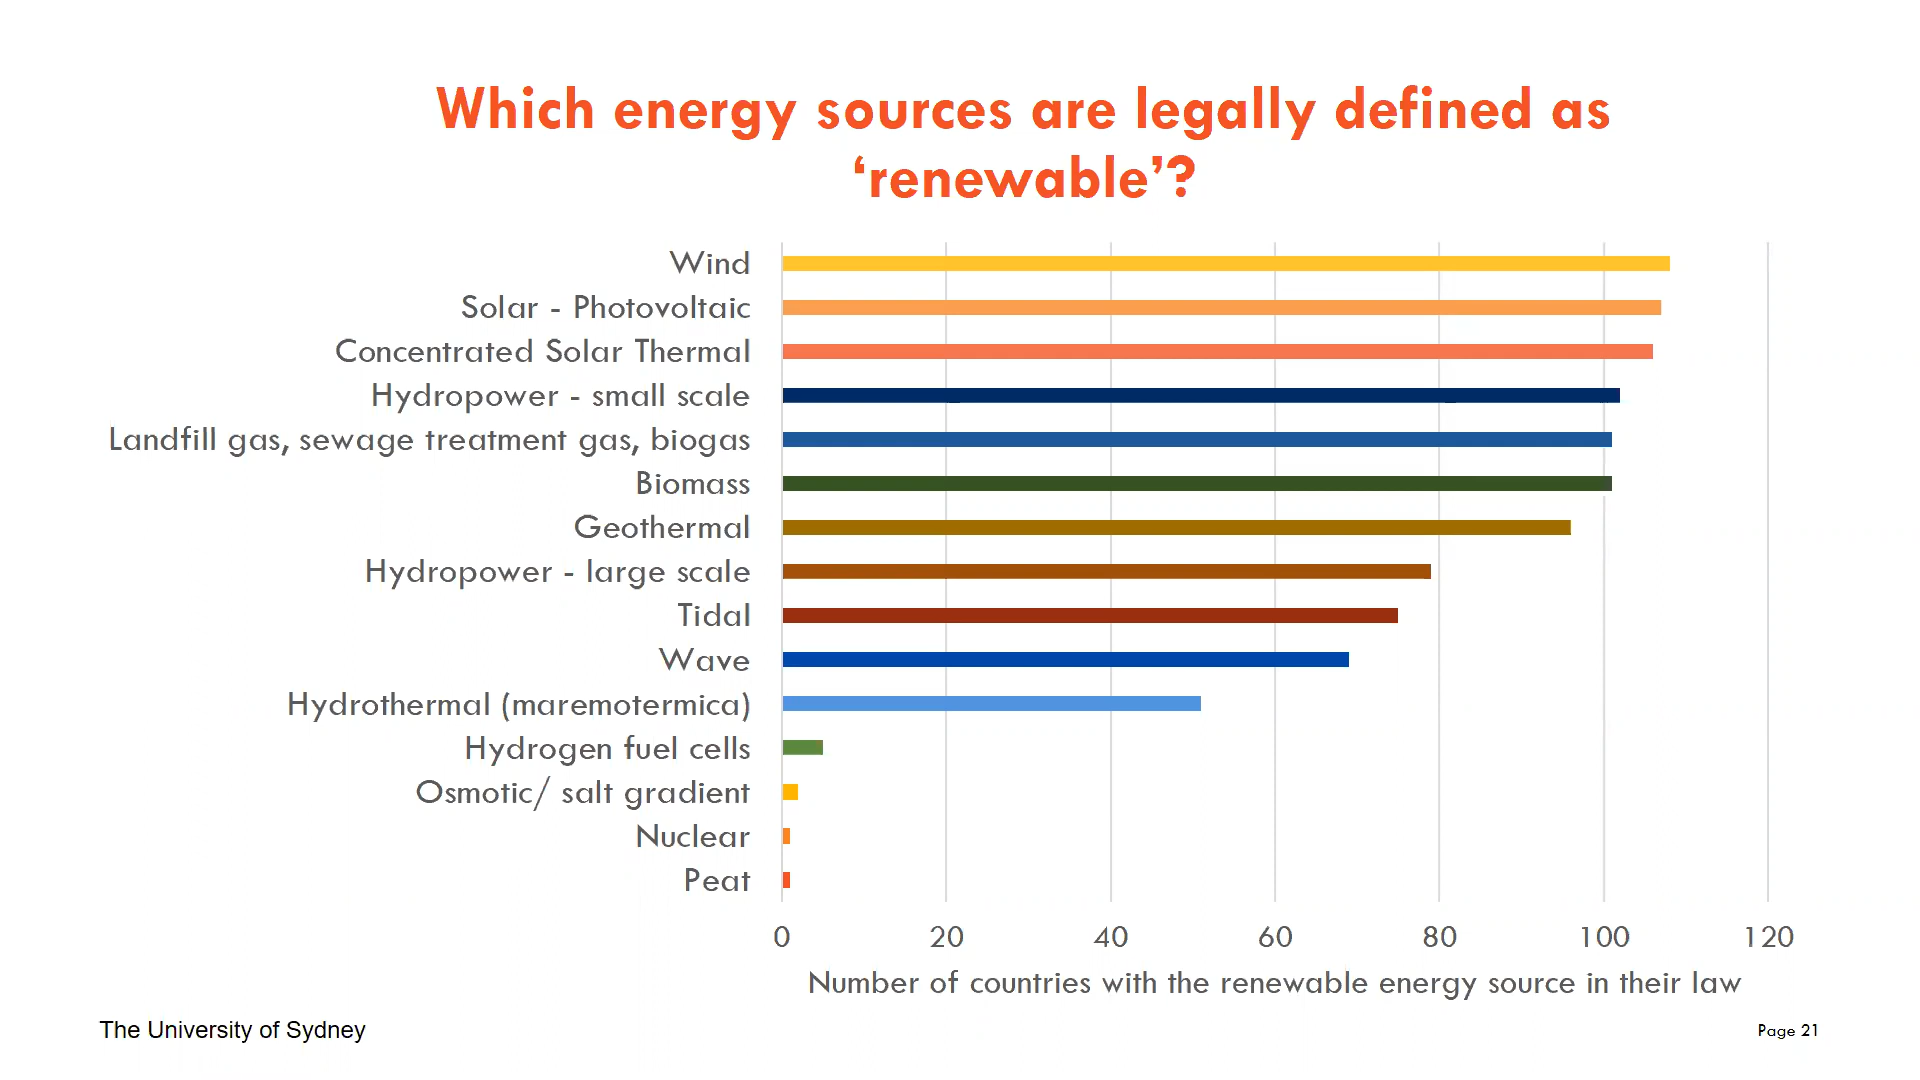 Which energy sources are legally defined as
‘renewable’?
Wind
Solar - Photovoltaic
Concentrated Solar Thermal
Hydropower - small scale
Landfill gas, sewage treatment gas, biogas
Biomass
Geothermal
Hydropower - large scale
Tidal
Wave
Hydrothermal (maremotermica)
Hydrogen fuel cells
Osmotic/ salt gradient
Nuclear
Peat
0 20 40 60 80 100 120
Number of countries with the renewable energy source in their law
The University of Sydney
Page 21